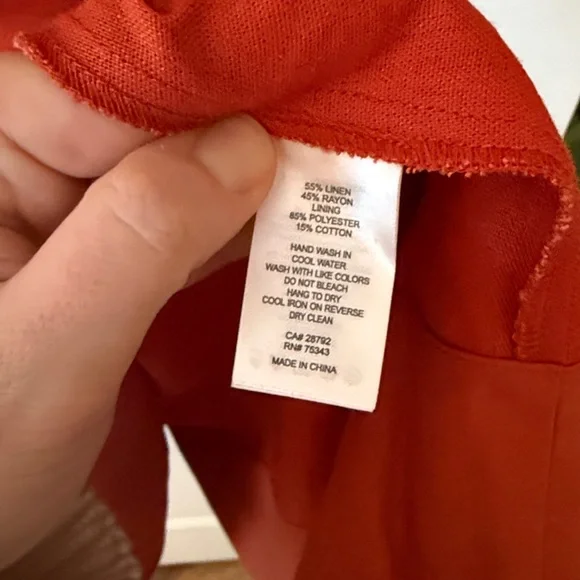 55% LINEN
45% RAYON
LINING
85% POLYESTER
15% COTTON
HAND WASH IN
COOL WATER
WASH WITH LIKE COLORS
DO NOT BLEACH
HANG TO DRY
COOL IRON ON REVERSE
DRY CLEAN
CA# 28792
RN# 75343
MADE IN CHINA